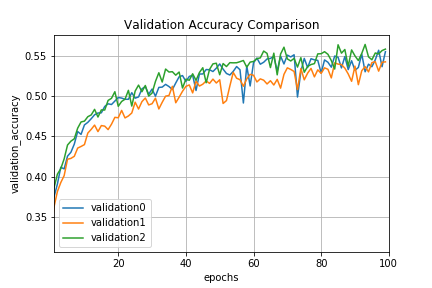 Validation Accuracy Comparison
validation_accuracy
0.55
0.50
0.45
0.40
0.35
validation0
validation1
validation2
20
40
60
80
100
epochs